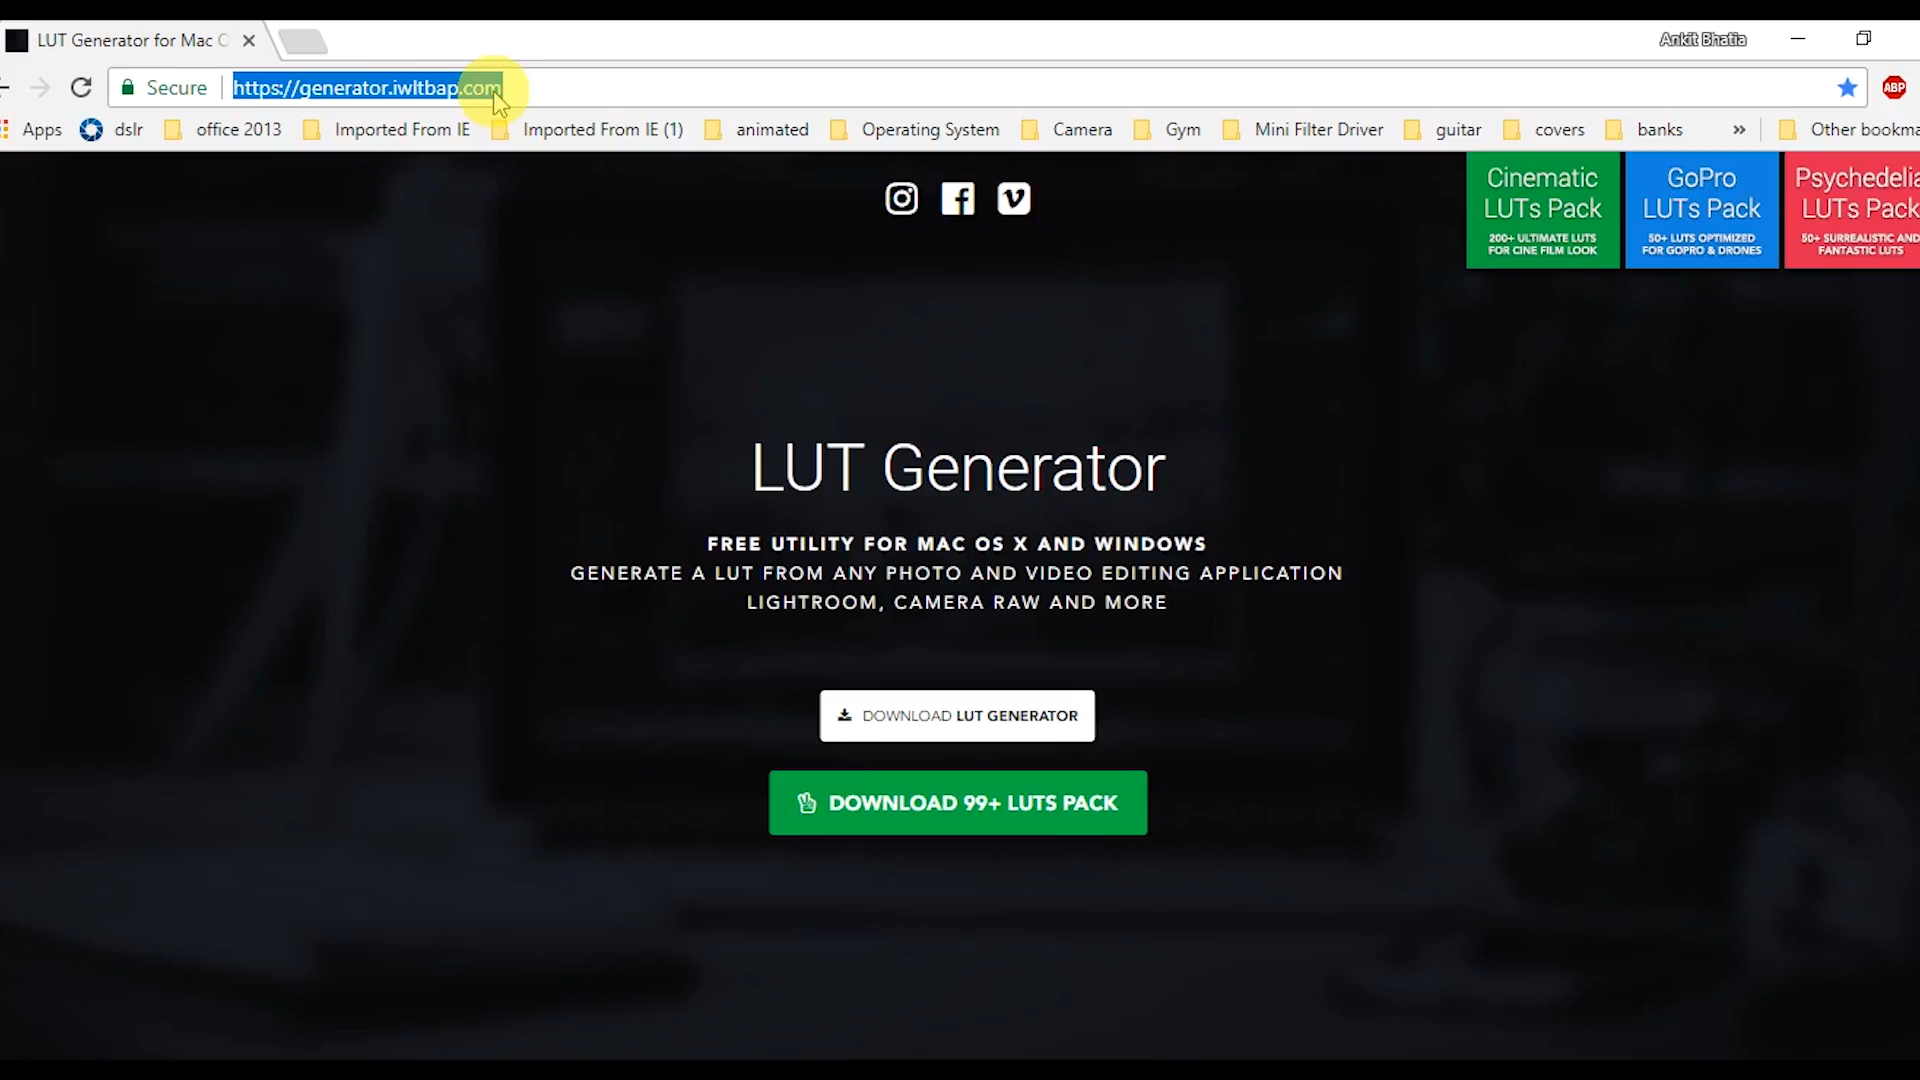 LUT Generator for Mac O
Ankit Bhatia
Secure
https://generator.iwltbap.com
ABP
Apps
dslr
office 2013
Imported From IE
Imported From IE (1)
animated
Operating System
Camera
Gym
Mini Filter Driver
guitar
covers
banks
»
Other bookma
Cinematic
LUTs Pack
200+ ULTIMATE LUTS
FOR CINE FILM LOOK
GoPro
LUTs Pack
50+ LUTS OPTIMIZED
FOR GOPRO & DRONES
Psychedelia
LUTs Pack
50+ SURREALISTIC AND
FANTASTIC LUTS
LUT Generator
FREE UTILITY FOR MAC OS X AND WINDOWS
GENERATE A LUT FROM ANY PHOTO AND VIDEO EDITING APPLICATION
LIGHTROOM, CAMERA RAW AND MORE
DOWNLOAD LUT GENERATOR
DOWNLOAD 99+ LUTS PACK